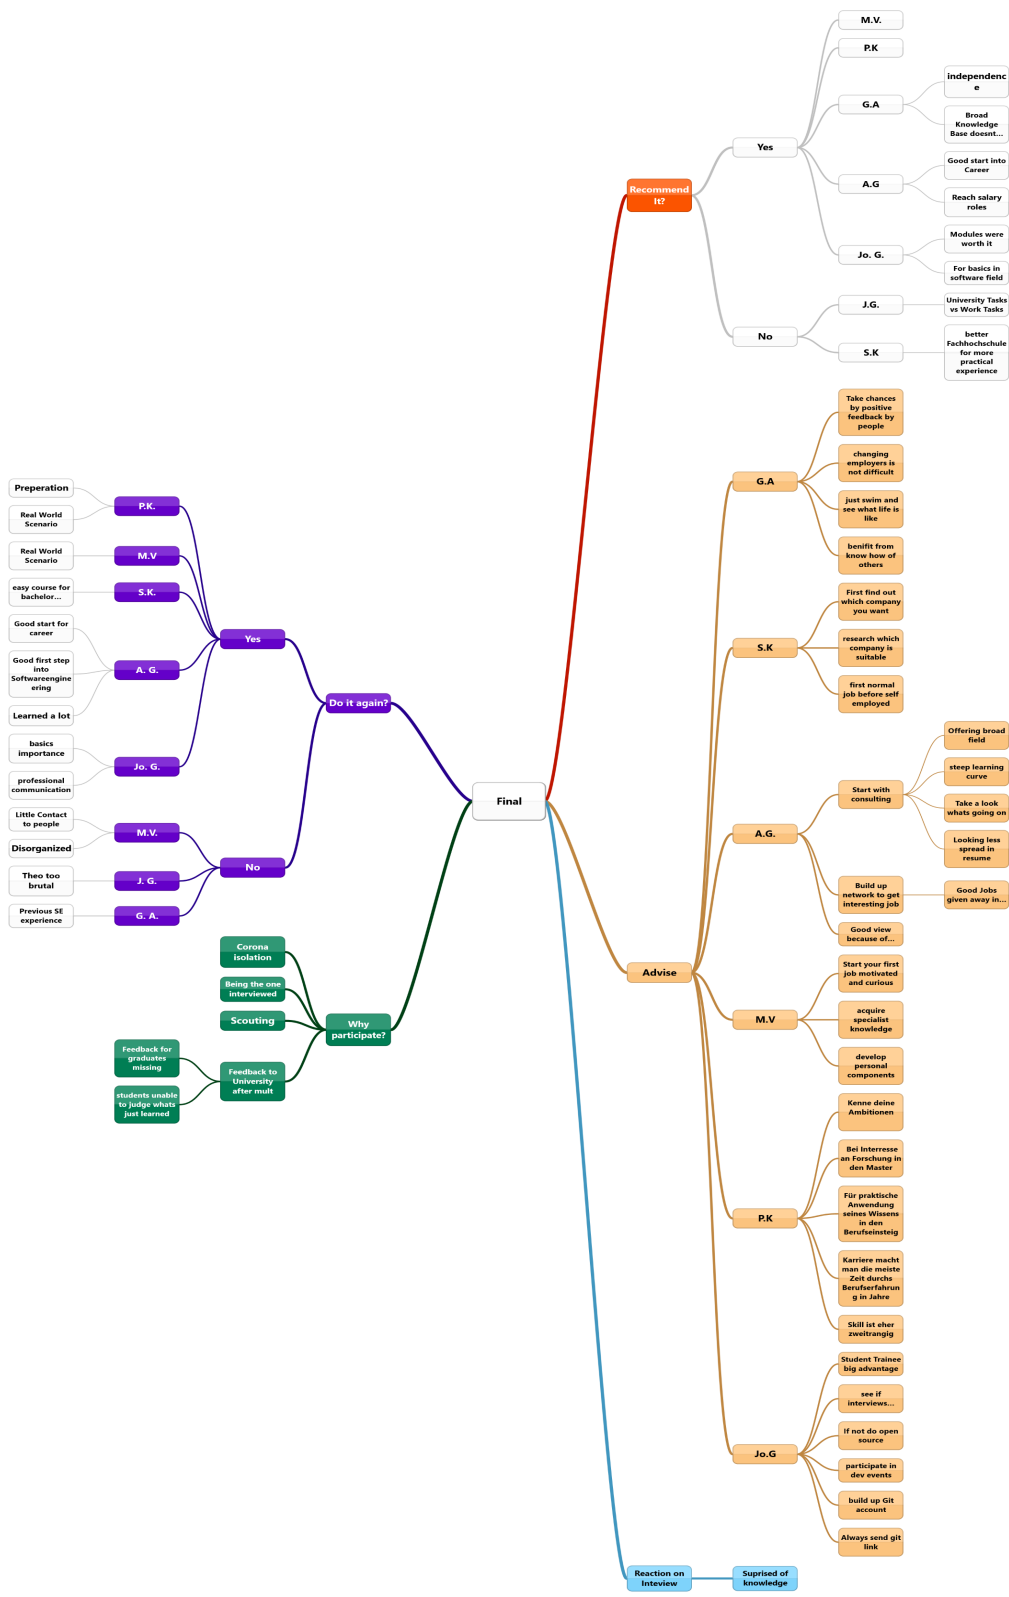 Final
Recommend
It?
Yes
M.V.
P.K
G.A
independenc
e
Broad
Knowledge
Base doesnt...
A.G
Good start into
Career
Reach salary
roles
Jo. G.
Modules were
worth it
For basics in
software field
No
J.G.
University Tasks
vs Work Tasks
S.K
better
Fachhochschule
for more
practical
experience
Advise
G.A
Take chances
by positive
feedback by
people
changing
employers is
not difficult
just swim and
see what life is
like
benifit from
know how of
others
S.K
First find out
which company
you want
research which
company is
suitable
first normal
job before self
employed
A.G.
Start with
consulting
Offering broad
field
steep learning
curve
Take a look
whats going on
Looking less
spread in
resume
Build up
network to get
interesting job
Good Jobs
given away in...
Good view
because of...
M.V
Start your first
job motivated
and curious
acquire
specialist
knowledge
develop
personal
components
P.K
Kenne deine
Ambitionen
Bei Interresse
an Forschung in
den Master
Für praktische
Anwendung
seines Wissens
in den
Berufseinsteig
Karriere macht
man die meiste
Zeit durchs
Berufserfahrun
g in Jahre
Skill ist eher
zweitrangig
Jo.G
Student Trainee
big advantage
see if
interviews...
If not do open
source
participate in
dev events
build up Git
account
Always send git
link
Reaction on
Inteview
Suprised of
knowledge
Do it again?
Yes
P.K.
Preperation
Real World
Scenario
M.V
Real World
Scenario
S.K.
easy course for
bachelor...
A. G.
Good start for
career
Good first step
into
Softwareengine
ering
Learned a lot
Jo. G.
basics
importance
professional
communication
No
M.V.
Little Contact
to people
Disorganized
J. G.
Theo too
brutal
G. A.
Previous SE
experience
Why
participate?
Corona
isolation
Being the one
interviewed
Scouting
Feedback to
University
after mult
Feedback for
graduates
missing
students unable
to judge whats
just learned